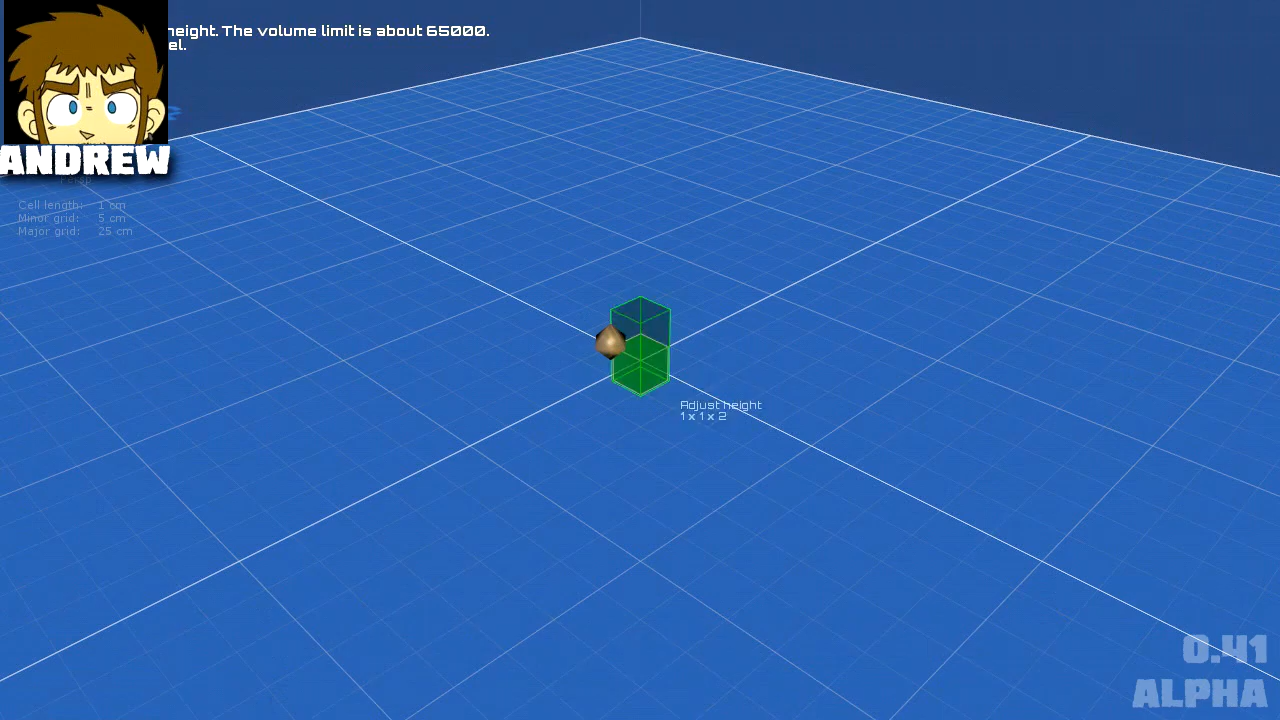 height. The volume limit is about 65000.
el.
ANDREW
Persp
Cell length: 1 cm
Minor grid: 5 cm
Major grid: 25 cm
Adjust height
1 x 1 x 2
0.41
ALPHA